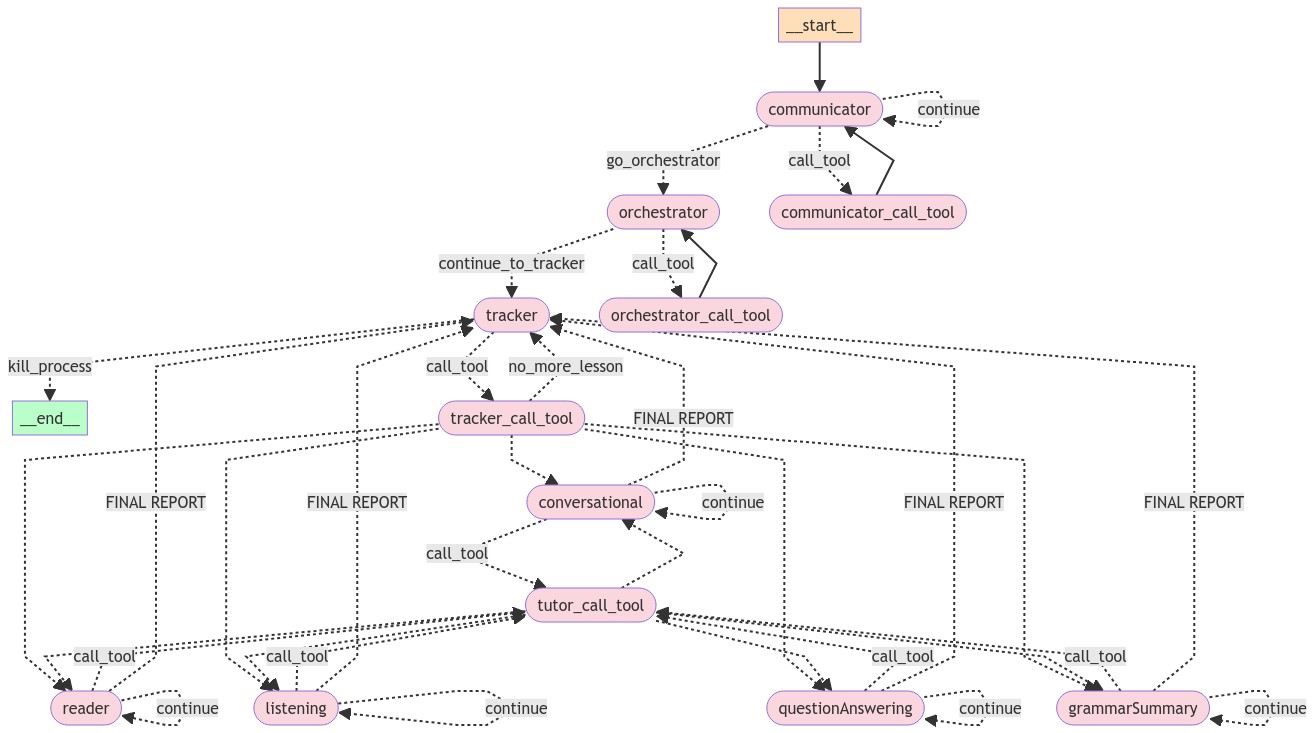 __start__
communicator
continue
go_orchestrator
call_tool
orchestrator
communicator_call_tool
continue_to_tracker
call_tool
tracker
orchestrator_call_tool
kill_process
call_tool
no_more_lesson
__end__
tracker_call_tool
FINAL REPORT
FINAL REPORT
FINAL REPORT
conversational
continue
FINAL REPORT
FINAL REPORT
call_tool
tutor_call_tool
call_tool
call_tool
call_tool
call_tool
reader
continue
listening
continue
questionAnswering
continue
grammarSummary
continue